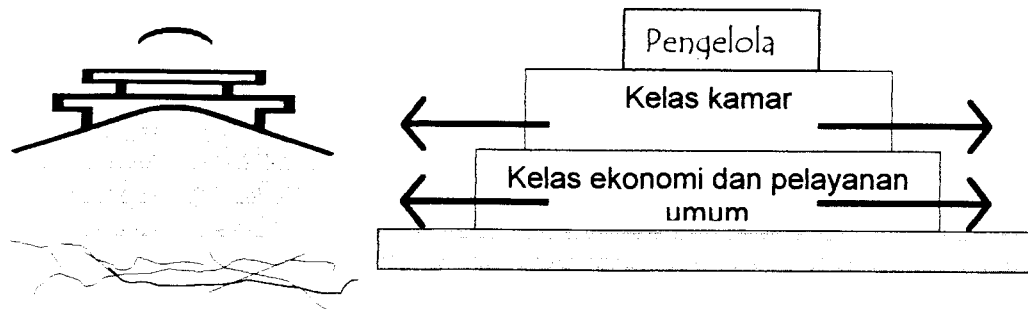 Pengelola
Kelas kamar
Kelas ekonomi dan pelayanan
umum